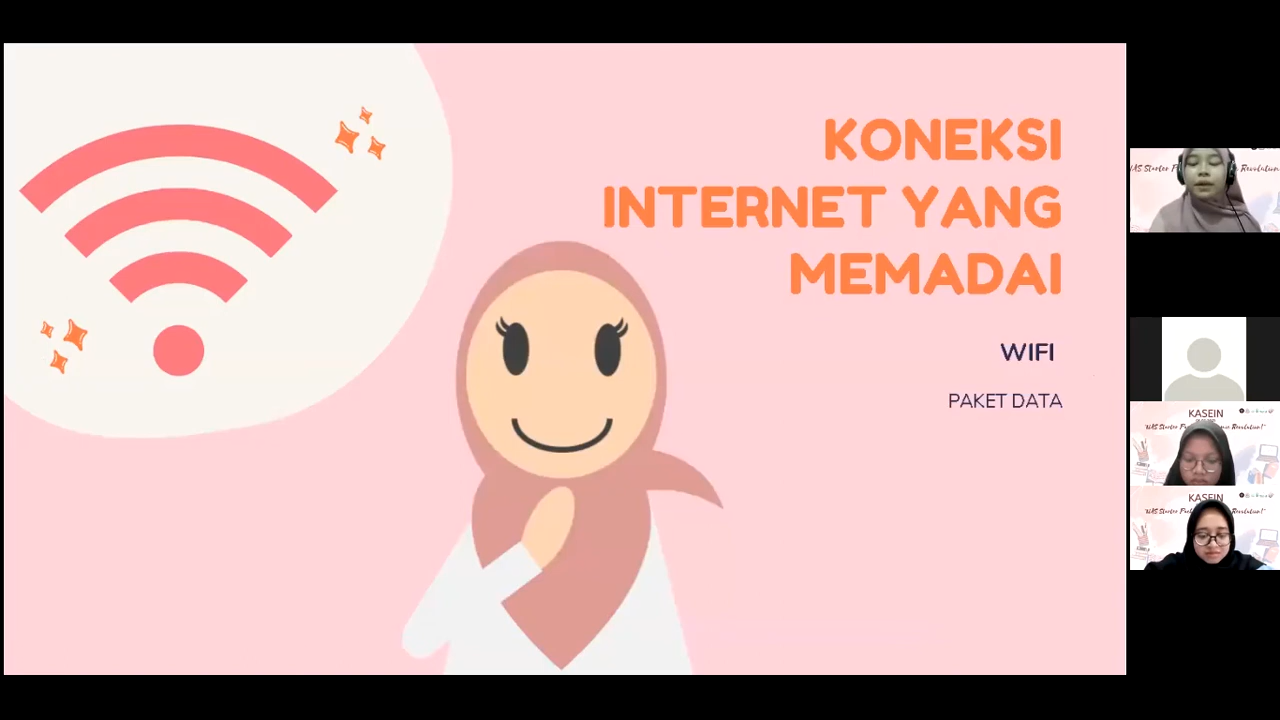 KONEKSI
INTERNET YANG
MEMADAI
WIFI
PAKET DATA
KASEIN
KASEIN